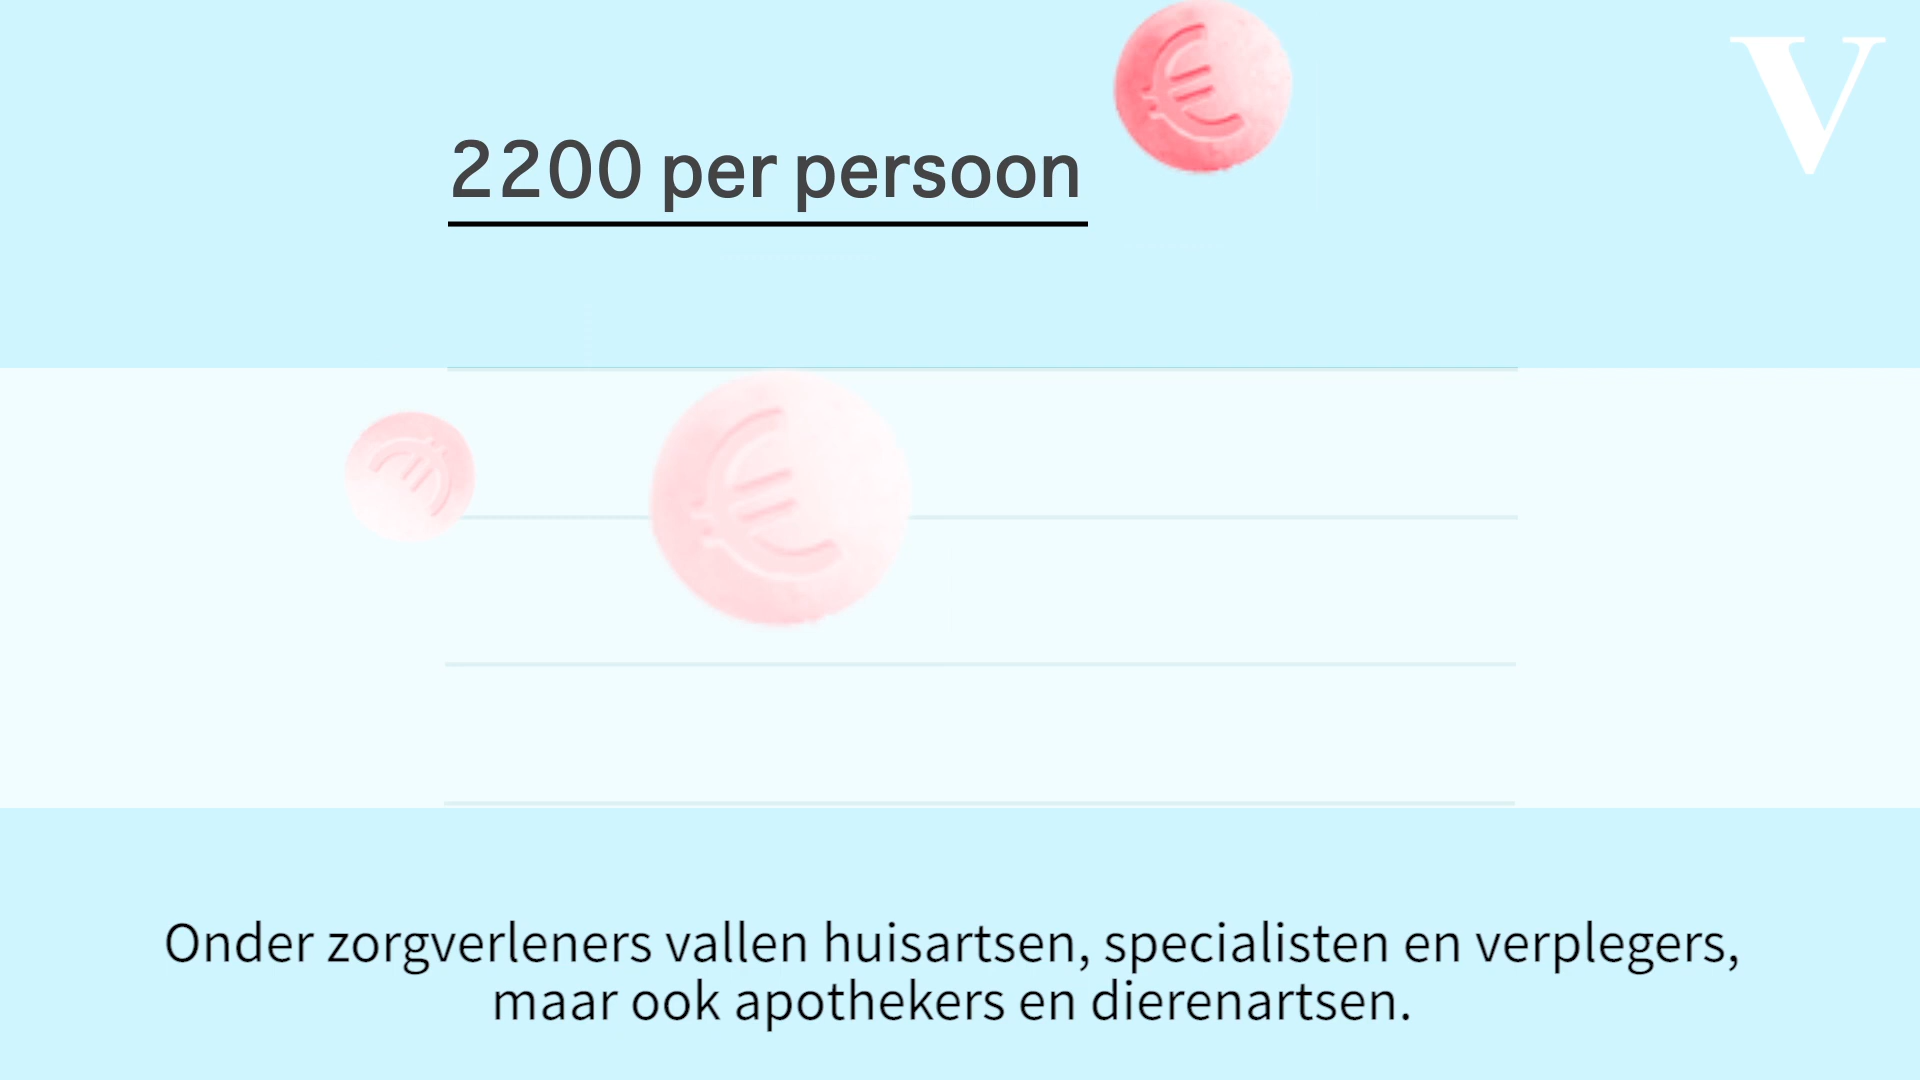 2200 per persoon
€
V
€
€
Onder zorgverleners vallen huisartsen, specialisten en verplegers,
maar ook apothekers en dierenartsen.